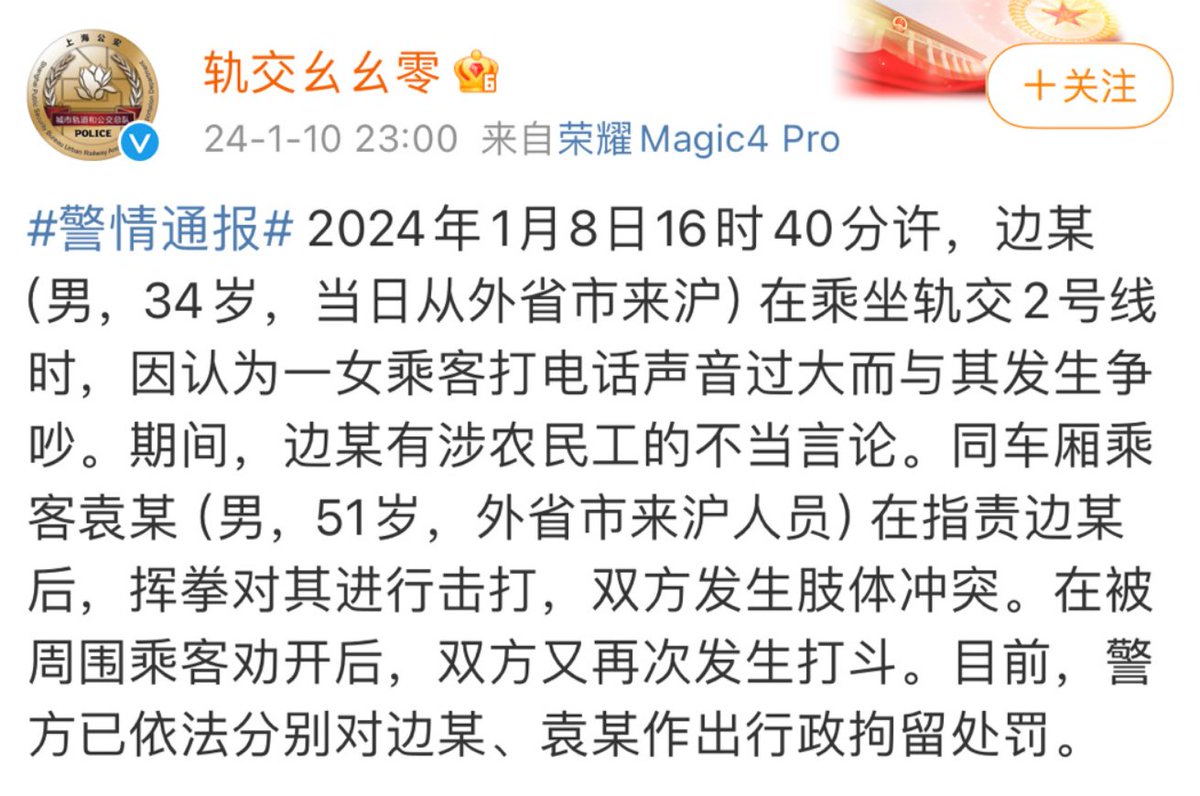 上海公安
城市轨道和公交总队
POLICE
轨交幺幺零
24-1-10 23:00 来自荣耀Magic4 Pro
+关注
#警情通报# 2024年1月8日16时40分许，边某
(男，34岁，当日从外省市来沪) 在乘坐轨交2号线
时，因认为一女乘客打电话声音过大而与其发生争
吵。期间，边某有涉农民工的不当言论。同车厢乘
客袁某 (男，51岁，外省市来沪人员) 在指责边某
后，挥拳对其进行击打，双方发生肢体冲突。在被
周围乘客劝开后，双方又再次发生打斗。目前，警
方已依法分别对边某、袁某作出行政拘留处罚。